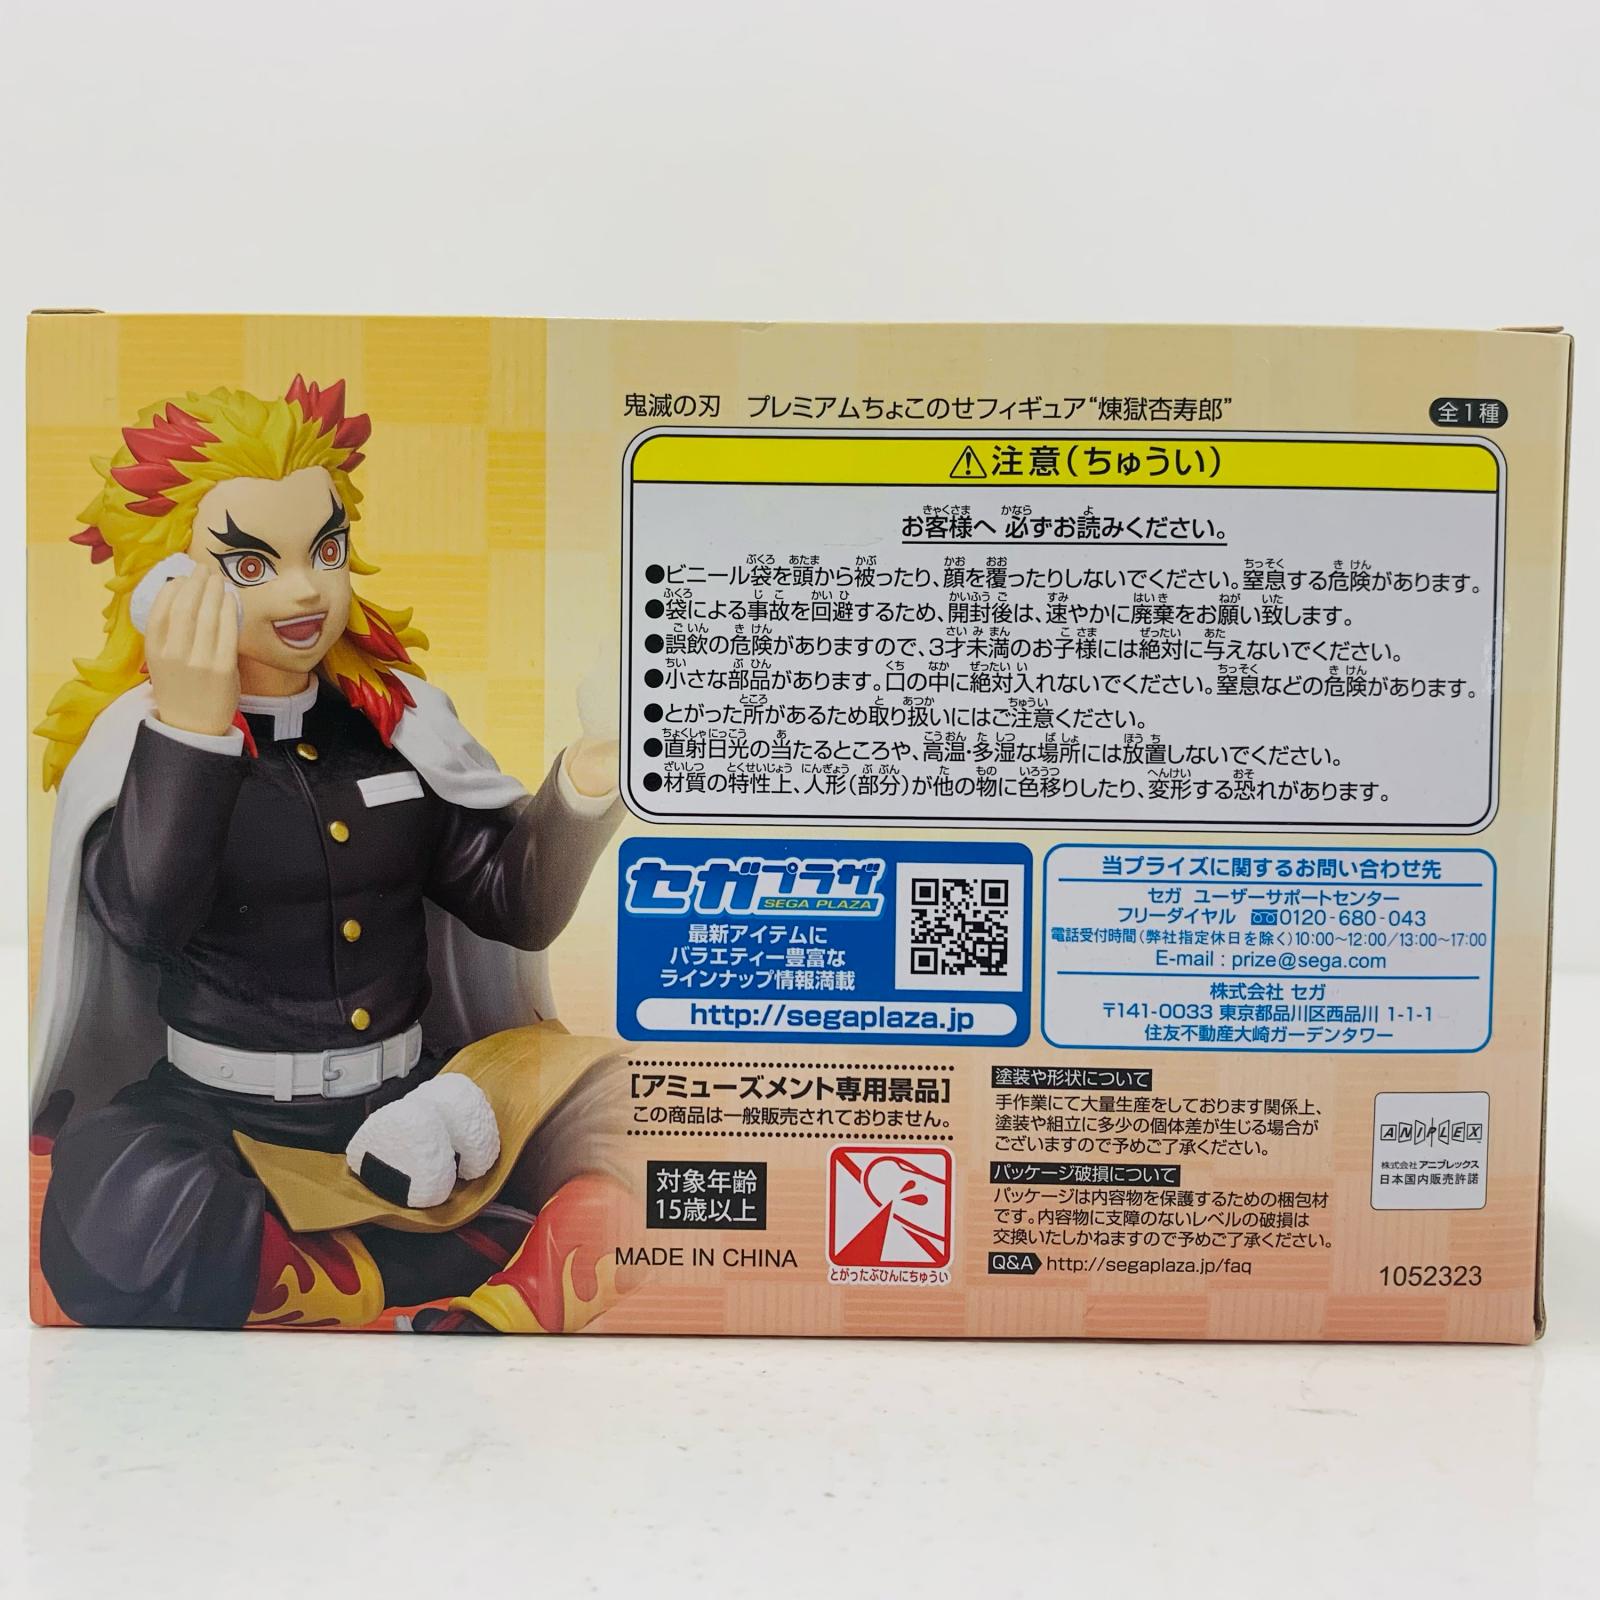 鬼滅の刃　プレミアムちょこのせフィギュア“煉獄杏寿郎”
全1種
注意（ちゅうい）
お客様へ 必ずお読みください。
●ビニール袋を頭から被ったり、顔を覆ったりしないでください。窒息する危険があります。
●袋による事故を回避するため、開封後は、速やかに廃棄をお願い致します。
●誤飲の危険がありますので、3才未満のお子様には絶対に与えないでください。
●小さな部品があります。口の中に絶対入れないでください。窒息などの危険があります。
●とがった所があるため取り扱いにはご注意ください。
●直射日光の当たるところや、高温・多湿な場所には放置しないでください。
●材質の特性上、人形（部分）が他の物に色移りしたり、変形する恐れがあります。
セガプラザ
SEGA PLAZA
最新アイテムに
バラエティー豊富な
ラインナップ情報満載
http://segaplaza.jp
当プライズに関するお問い合わせ先
セガ ユーザーサポートセンター
フリーダイヤル 0120-680-043
電話受付時間（弊社指定休日を除く）10:00～12:00／13:00～17:00
E-mail : prize@sega.com
株式会社 セガ
〒141-0033 東京都品川区西品川 1-1-1
住友不動産大崎ガーデンタワー
［アミューズメント専用景品］
この商品は一般販売されておりません。
対象年齢
15歳以上
MADE IN CHINA
とがったぶひんにちゅうい
塗装や形状について
手作業にて大量生産をしております関係上、
塗装や組立に多少の個体差が生じる場合が
ございますので予めご了承ください。
パッケージ破損について
パッケージは内容物を保護するための梱包材
です。内容物に支障のないレベルの破損は
交換いたしかねますので予めご了承ください。
Q&A http://segaplaza.jp/faq
ANIPLEX
株式会社 アニプレックス
日本国内販売許諾
1052323